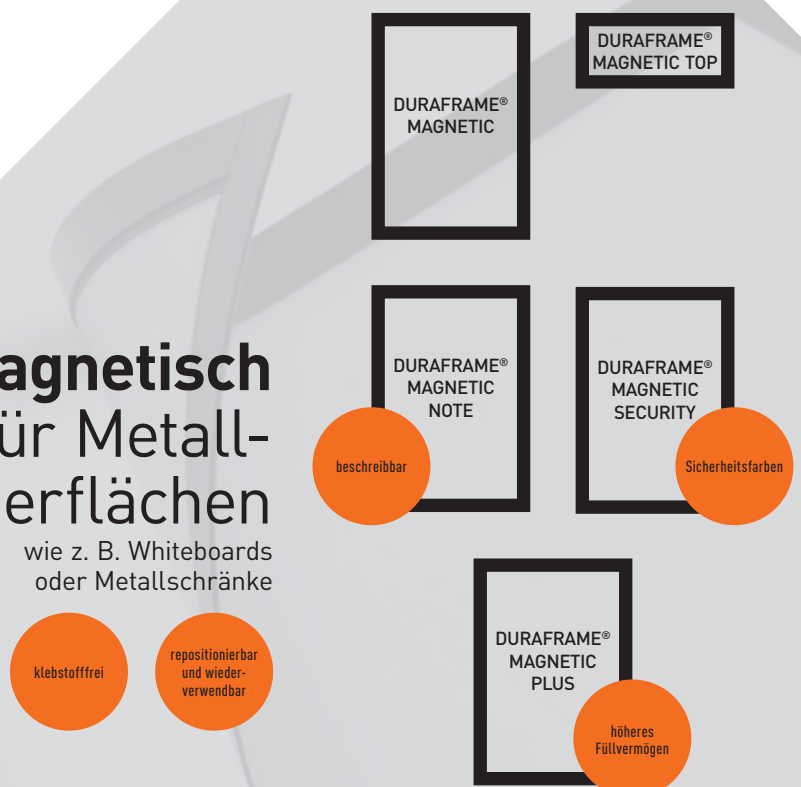 DURAFRAME®
MAGNETIC
DURAFRAME®
MAGNETIC TOP
agnetisch
ür Metall-
erflächen
wie z. B. Whiteboards
oder Metallschränke
klebstofffrei
repositionierbar
und wieder-
verwendbar
DURAFRAME®
MAGNETIC
NOTE
beschreibbar
DURAFRAME®
MAGNETIC
SECURITY
Sicherheitsfarben
DURAFRAME®
MAGNETIC
PLUS
höheres
Füllvermögen